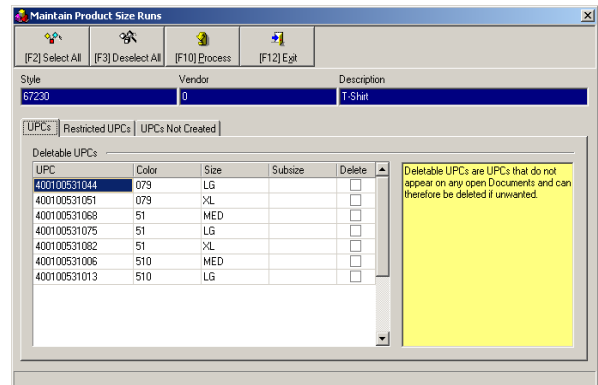 Maintain Product Size Runs
[F2] Select All [F3] Deselect All [F10] Process [F12] Exit
Style Vendor Description
67230 0 T-Shirt
UPCs Restricted UPCs UPCs Not Created
Deletable UPCs
UPC Color Size Subsize Delete
400100531044 079 LG
400100531051 079 XL
400100531068 51 MED
400100531075 51 LG
400100531082 51 XL
400100531006 510 MED
400100531013 510 LG
Deletable UPCs are UPCs that do not
appear on any open Documents and can
therefore be deleted if unwanted.